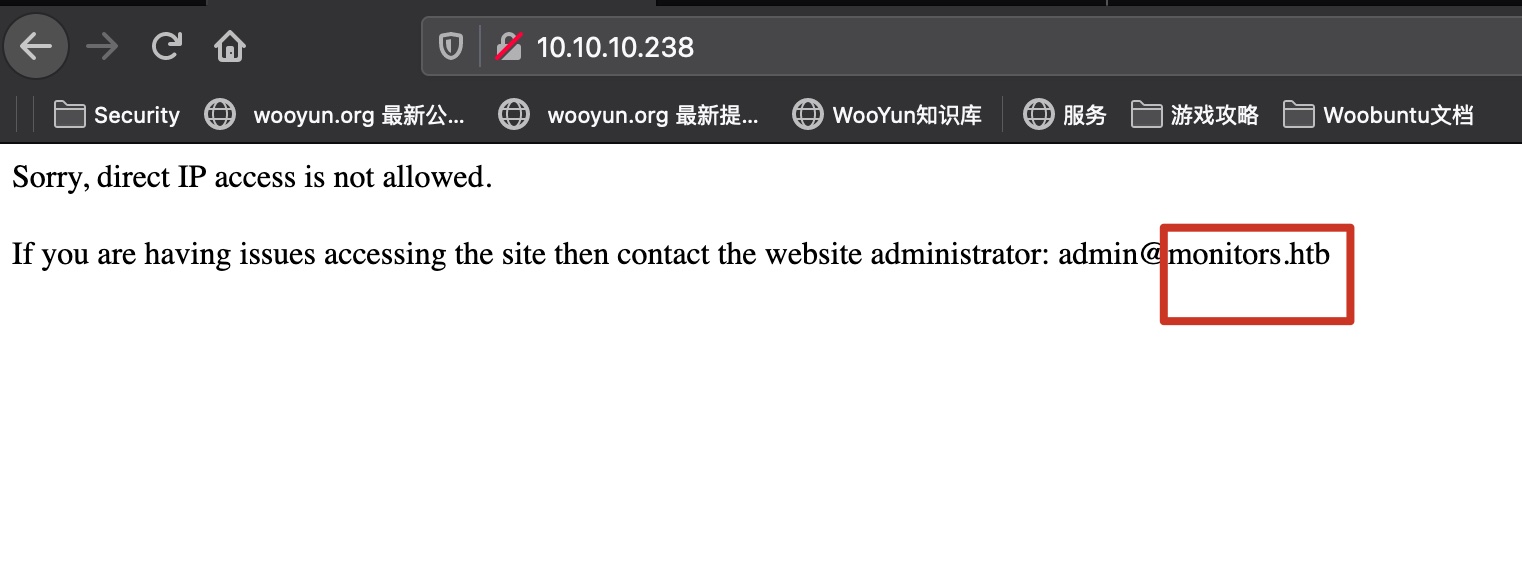 10.10.10.238
Security wooyun.org 最新公... wooyun.org 最新提... WooYun知识库 服务 游戏攻略 Woobuntu文档
Sorry, direct IP access is not allowed.
If you are having issues accessing the site then contact the website administrator: admin@monitors.htb